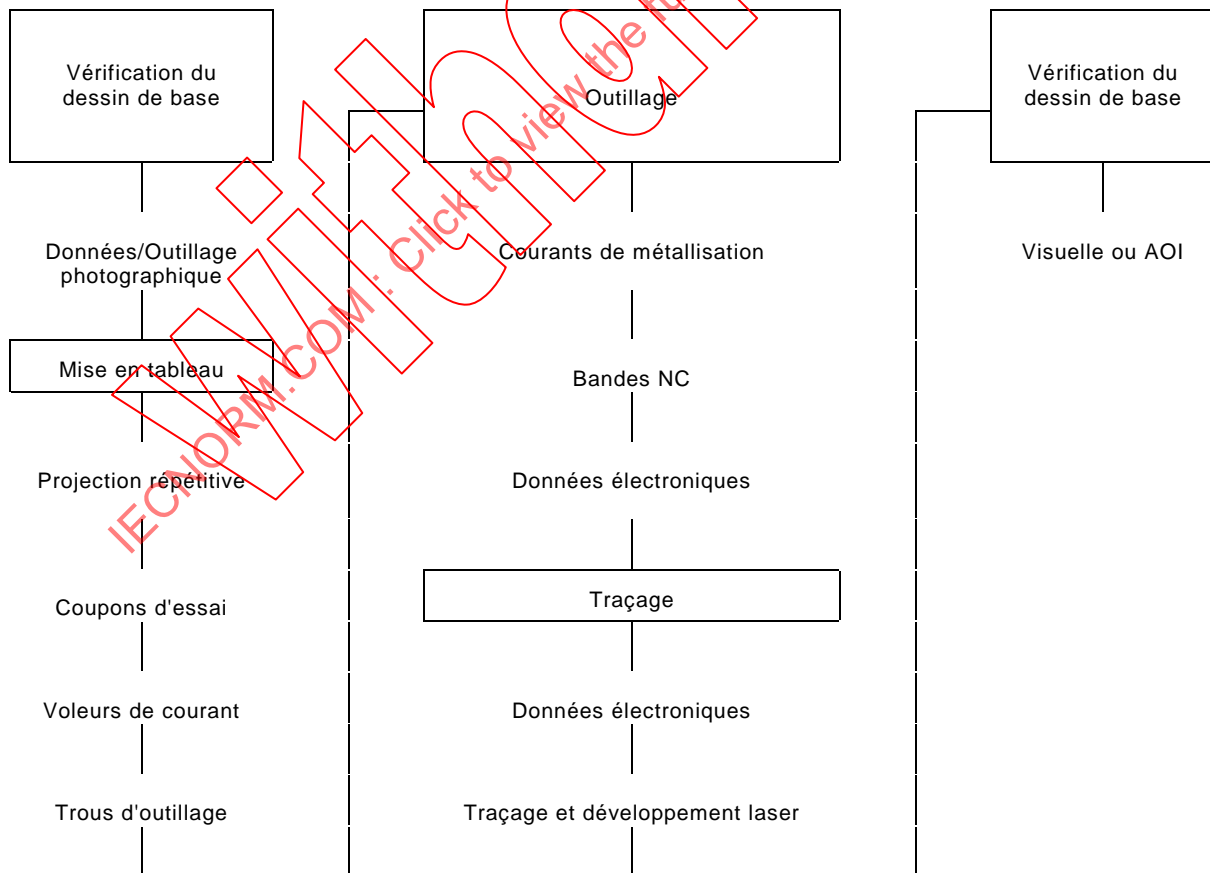 Vérification du
dessin de base
Données/Outillage
photographique
Mise en tableau
Projection répétitive
Coupons d'essai
Voleurs de courant
Trous d'outillage
Outillage
Courants de métallisation
Bandes NC
Données électroniques
Traçage
Données électroniques
Traçage et développement laser
Vérification du
dessin de base
Visuelle ou AOI
IECNORM.COM : Click to view the fu